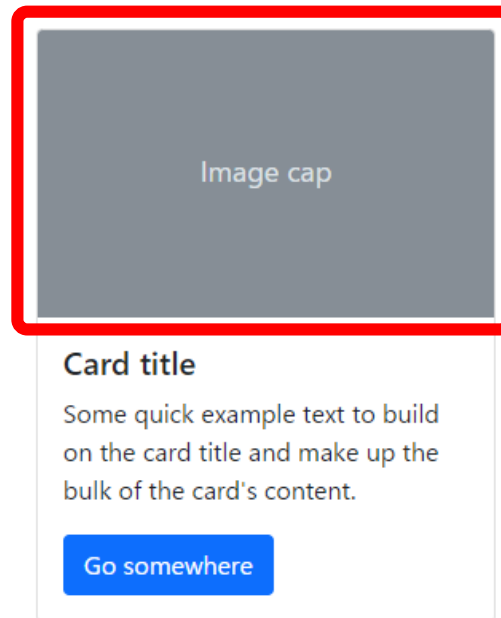 Image cap
Card title
Some quick example text to build
on the card title and make up the
bulk of the card's content.
Go somewhere